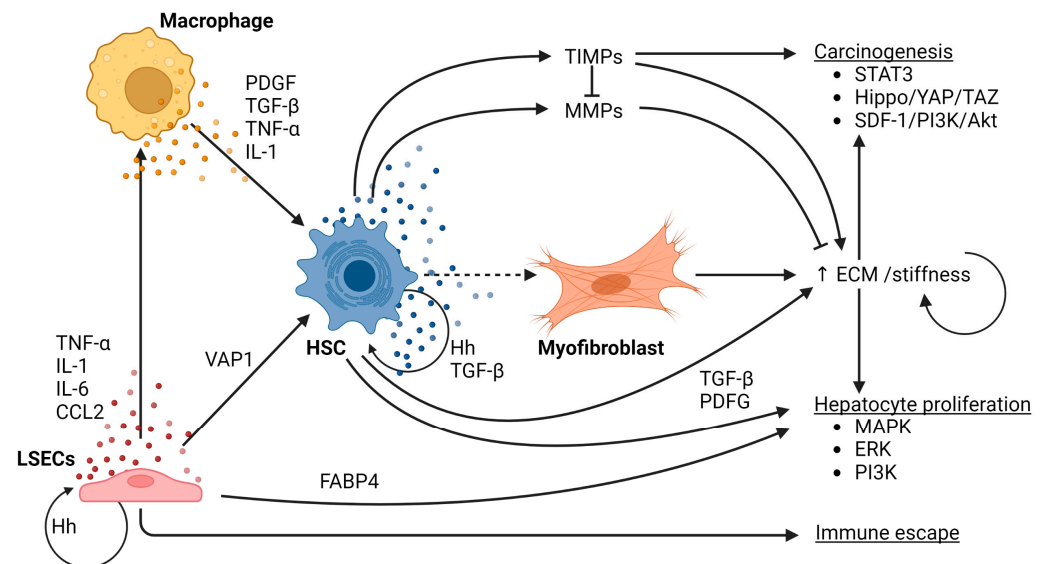 Macrophage
PDGF
TGF-β
TNF-α
IL-1
TIMPs
MMPs
Carcinogenesis
• STAT3
• Hippo/YAP/TAZ
• SDF-1/PI3K/Akt
↑ ECM /stiffness
HSC
Hh
TGF-β
Myofibroblast
TNF-α
IL-1
IL-6
CCL2
VAP1
TGF-β
PDFG
Hepatocyte proliferation
• MAPK
• ERK
• PI3K
LSECs
FABP4
Hh
Immune escape